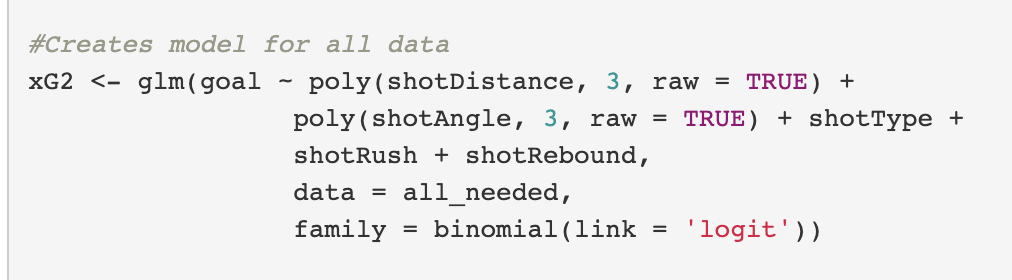 #Creates model for all data
xG2 <- glm(goal ~ poly(shotDistance, 3, raw = TRUE) +
poly(shotAngle, 3, raw = TRUE) + shotType +
shotRush + shotRebound,
data = all_needed,
family = binomial(link = 'logit'))